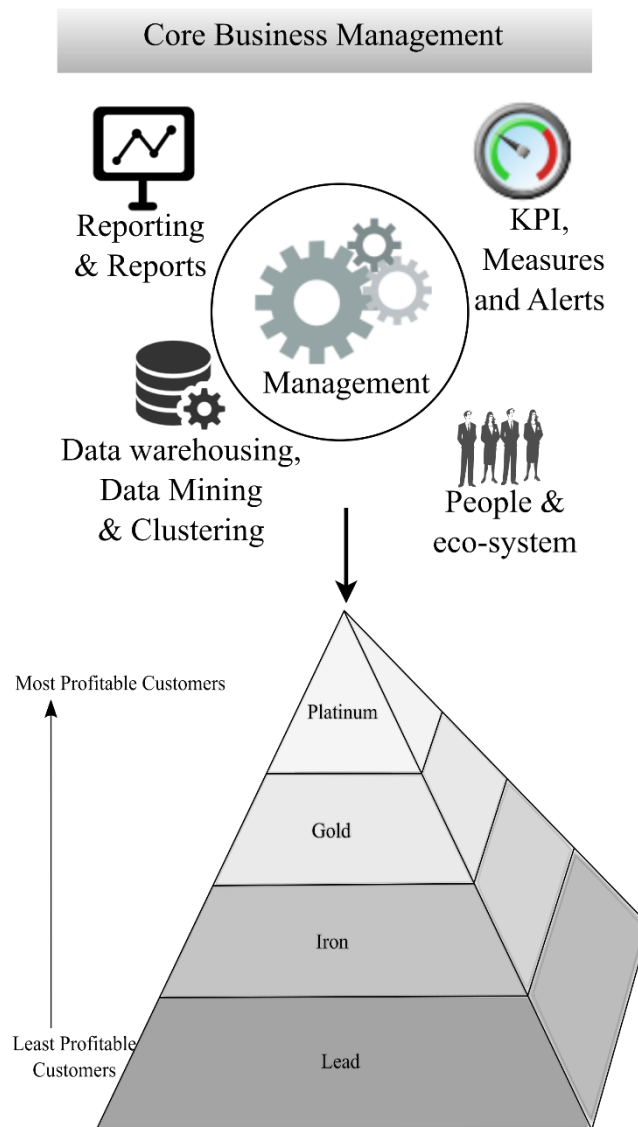 Core Business Management
Reporting
& Reports
KPI,
Measures
and Alerts
Management
Data warehousing,
Data Mining
& Clustering
People &
eco-system
Most Profitable Customers
Platinum
Gold
Iron
Least Profitable
Customers
Lead